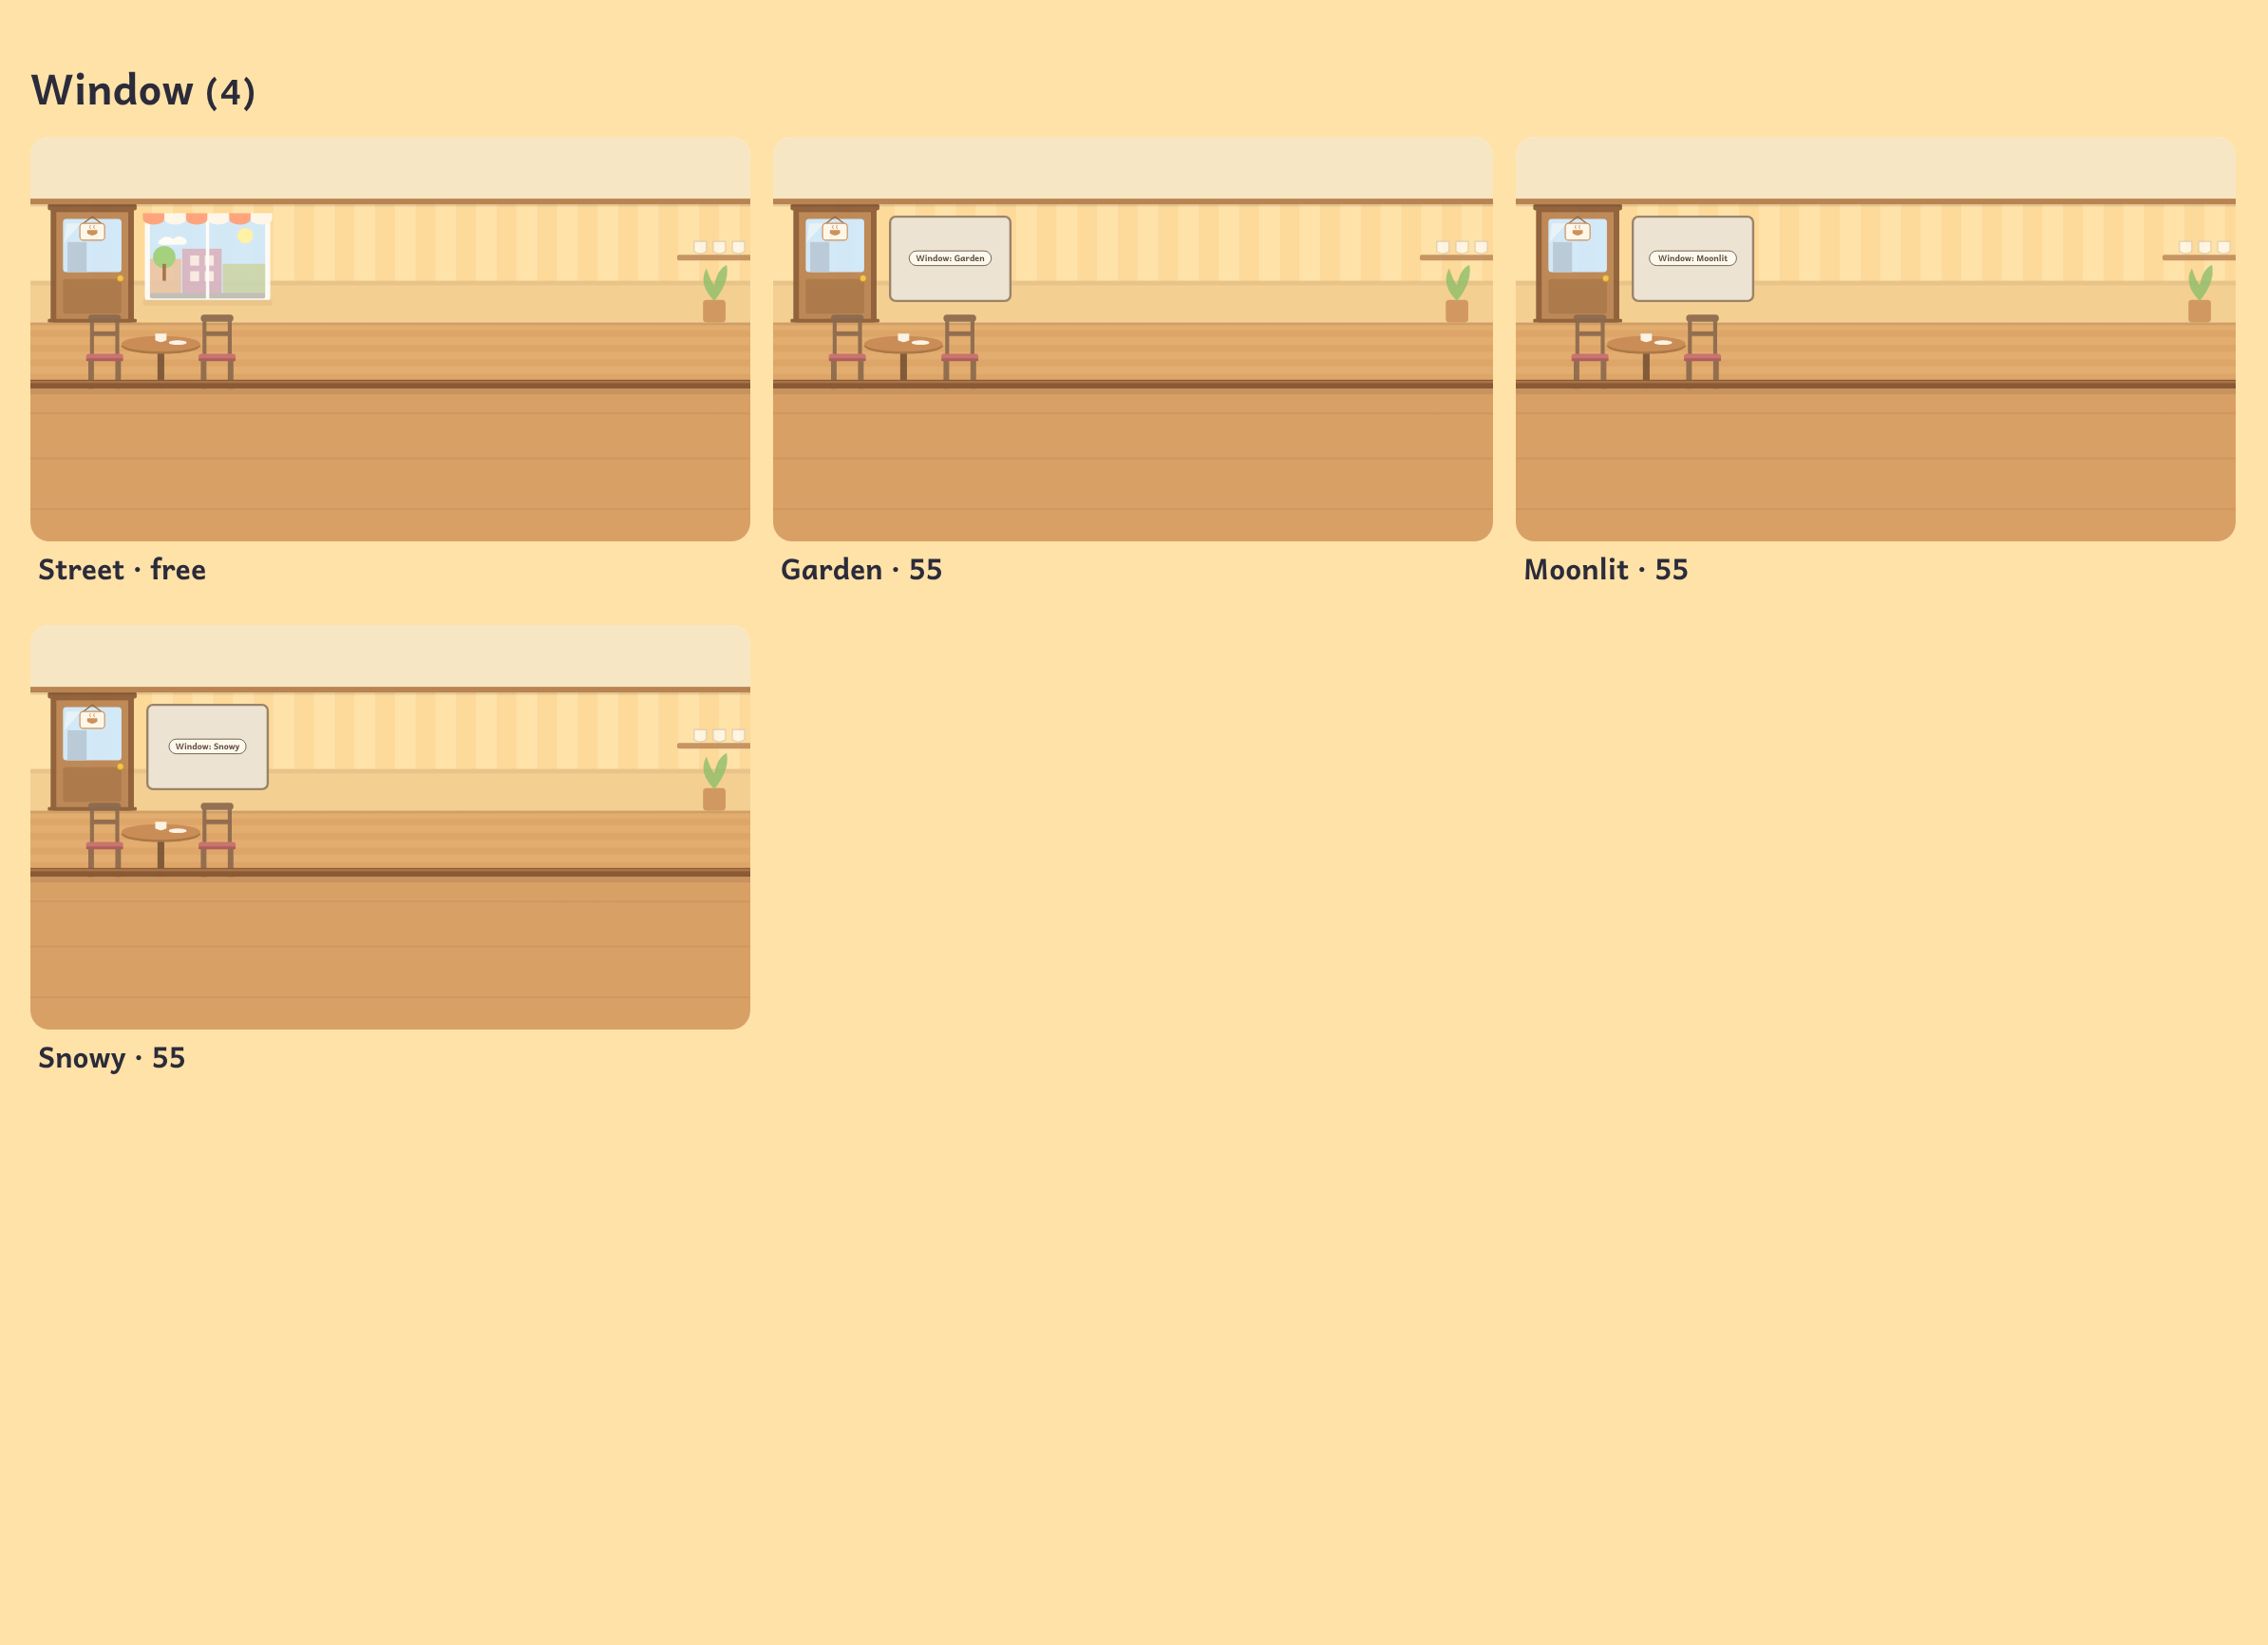 Window (4)
Window: Garden
Window: Moonlit
Street · free
Garden · 55
Moonlit · 55
Window: Snowy
Snowy · 55